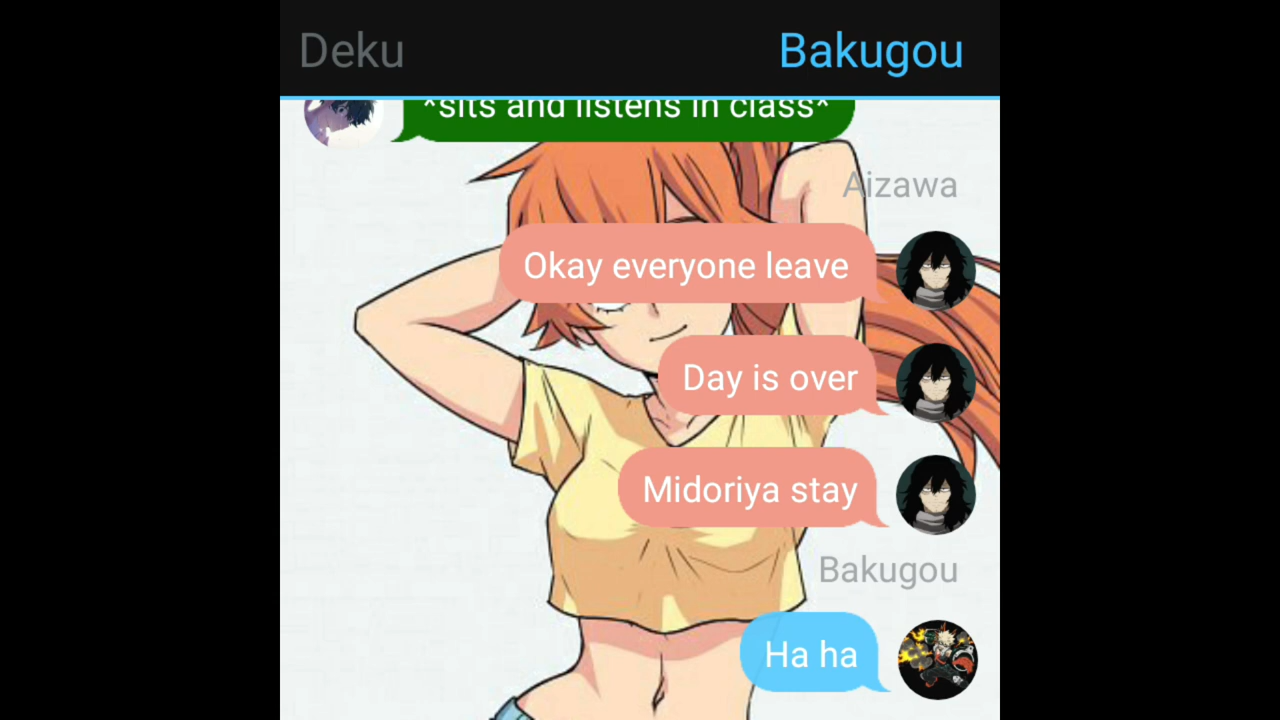 Deku
Bakugou
*sits and listens in class*
Aizawa
Okay everyone leave
Day is over
Midoriya stay
Bakugou
Ha ha